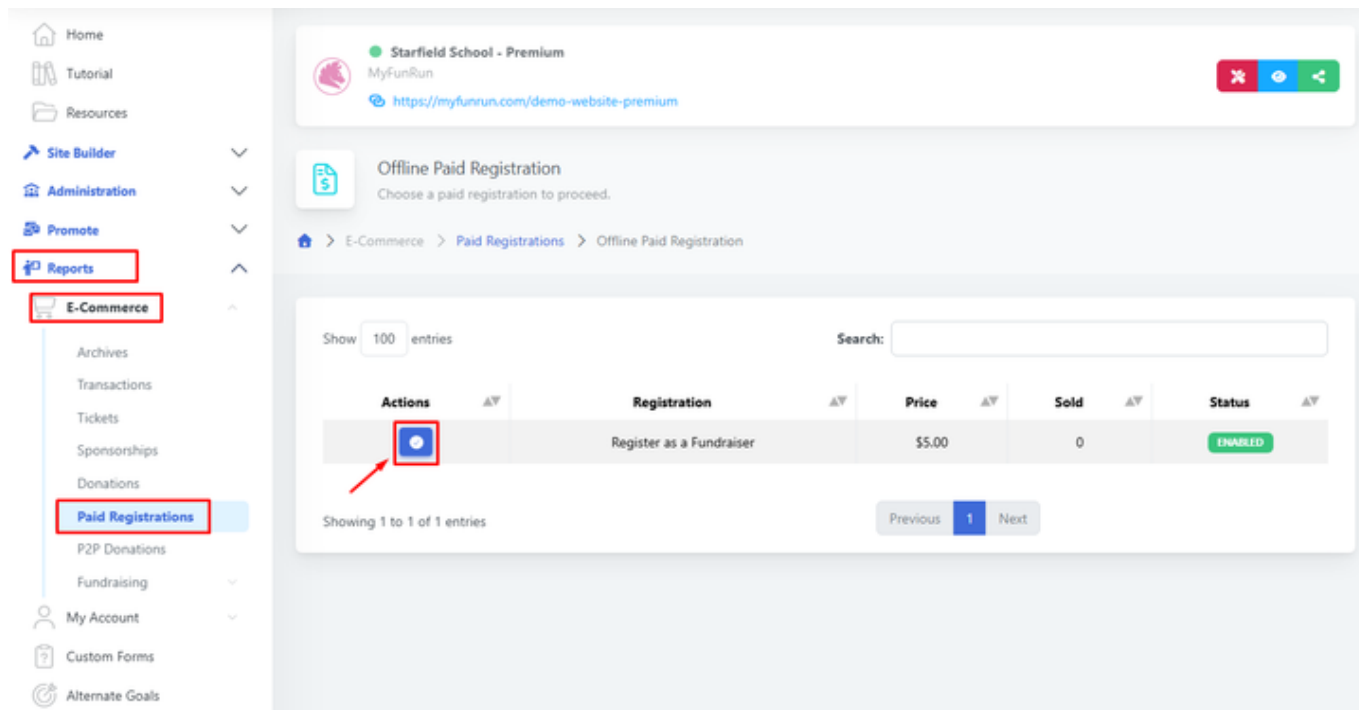 Home
Tutorial
Resources
Site Builder
Administration
Promote
Reports
E-Commerce
Archives
Transactions
Tickets
Sponsorships
Donations
Paid Registrations
P2P Donations
Fundraising
My Account
Custom Forms
Alternate Goals
Starfield School - Premium
MyFunRun
https://myfunrun.com/demo-website-premium
Offline Paid Registration
Choose a paid registration to proceed.
E-Commerce > Paid Registrations > Offline Paid Registration
Show 100 entries Search:
Actions Registration Price Sold Status
Register as a Fundraiser $5.00 0 ENABLED
Showing 1 to 1 of 1 entries Previous 1 Next